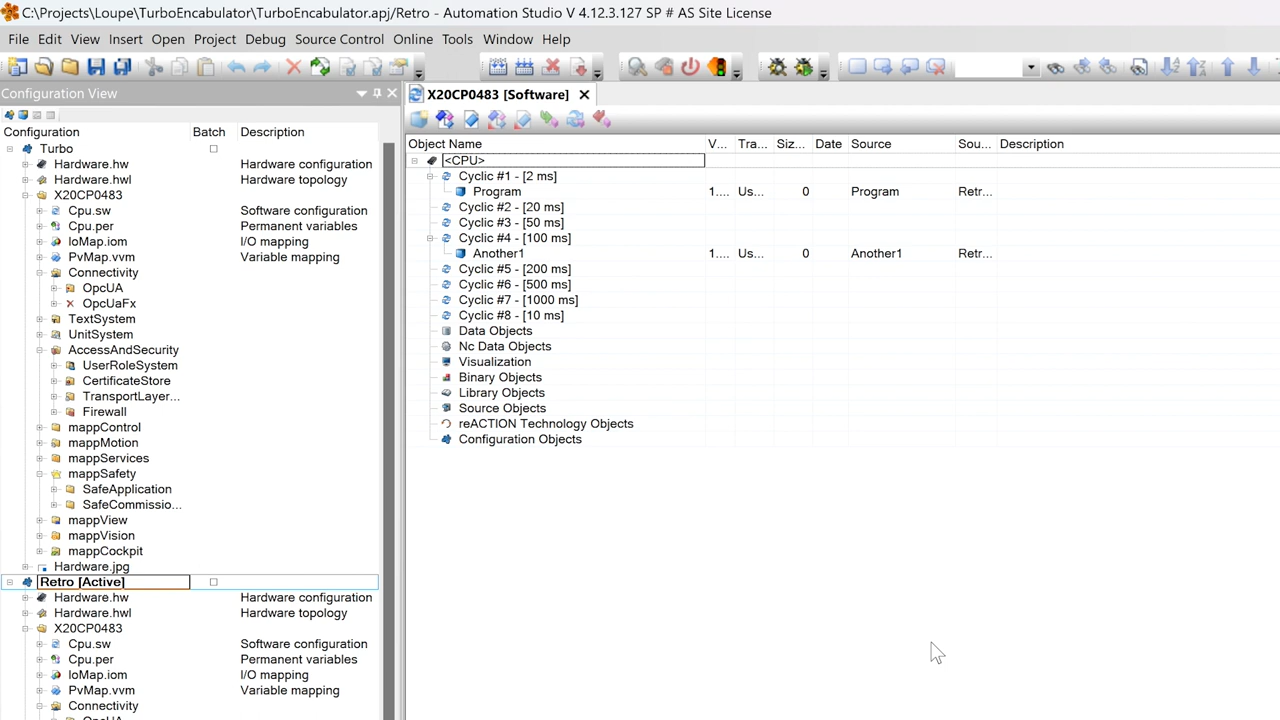 C:\Projects\Loupe\TurboEncabulator\TurboEncabulator.apj/Retro - Automation Studio V 4.12.3.127 SP # AS Site License
File Edit View Insert Open Project Debug Source Control Online Tools Window Help
Configuration View
X20CP0483 [Software]
Configuration Batch Description
Turbo
Hardware.hw Hardware configuration
Hardware.hwl Hardware topology
X20CP0483
Cpu.sw Software configuration
Cpu.per Permanent variables
IoMap.iom I/O mapping
PvMap.vvm Variable mapping
Connectivity
OpcUA
OpcUaFx
TextSystem
UnitSystem
AccessAndSecurity
UserRoleSystem
CertificateStore
TransportLayer...
Firewall
mappControl
mappMotion
mappServices
mappSafety
SafeApplication
SafeCommissio...
mappView
mappVision
mappCockpit
Hardware.jpg
Retro [Active]
Hardware.hw Hardware configuration
Hardware.hwl Hardware topology
X20CP0483
Cpu.sw Software configuration
Cpu.per Permanent variables
IoMap.iom I/O mapping
PvMap.vvm Variable mapping
Connectivity
OpcUA
Object Name V... Tra... Siz... Date Source Sou... Description
<CPU>
Cyclic #1 - [2 ms]
Program 1.... Us... 0 Program Retr...
Cyclic #2 - [20 ms]
Cyclic #3 - [50 ms]
Cyclic #4 - [100 ms]
Another1 1.... Us... 0 Another1 Retr...
Cyclic #5 - [200 ms]
Cyclic #6 - [500 ms]
Cyclic #7 - [1000 ms]
Cyclic #8 - [10 ms]
Data Objects
Nc Data Objects
Visualization
Binary Objects
Library Objects
Source Objects
reACTION Technology Objects
Configuration Objects